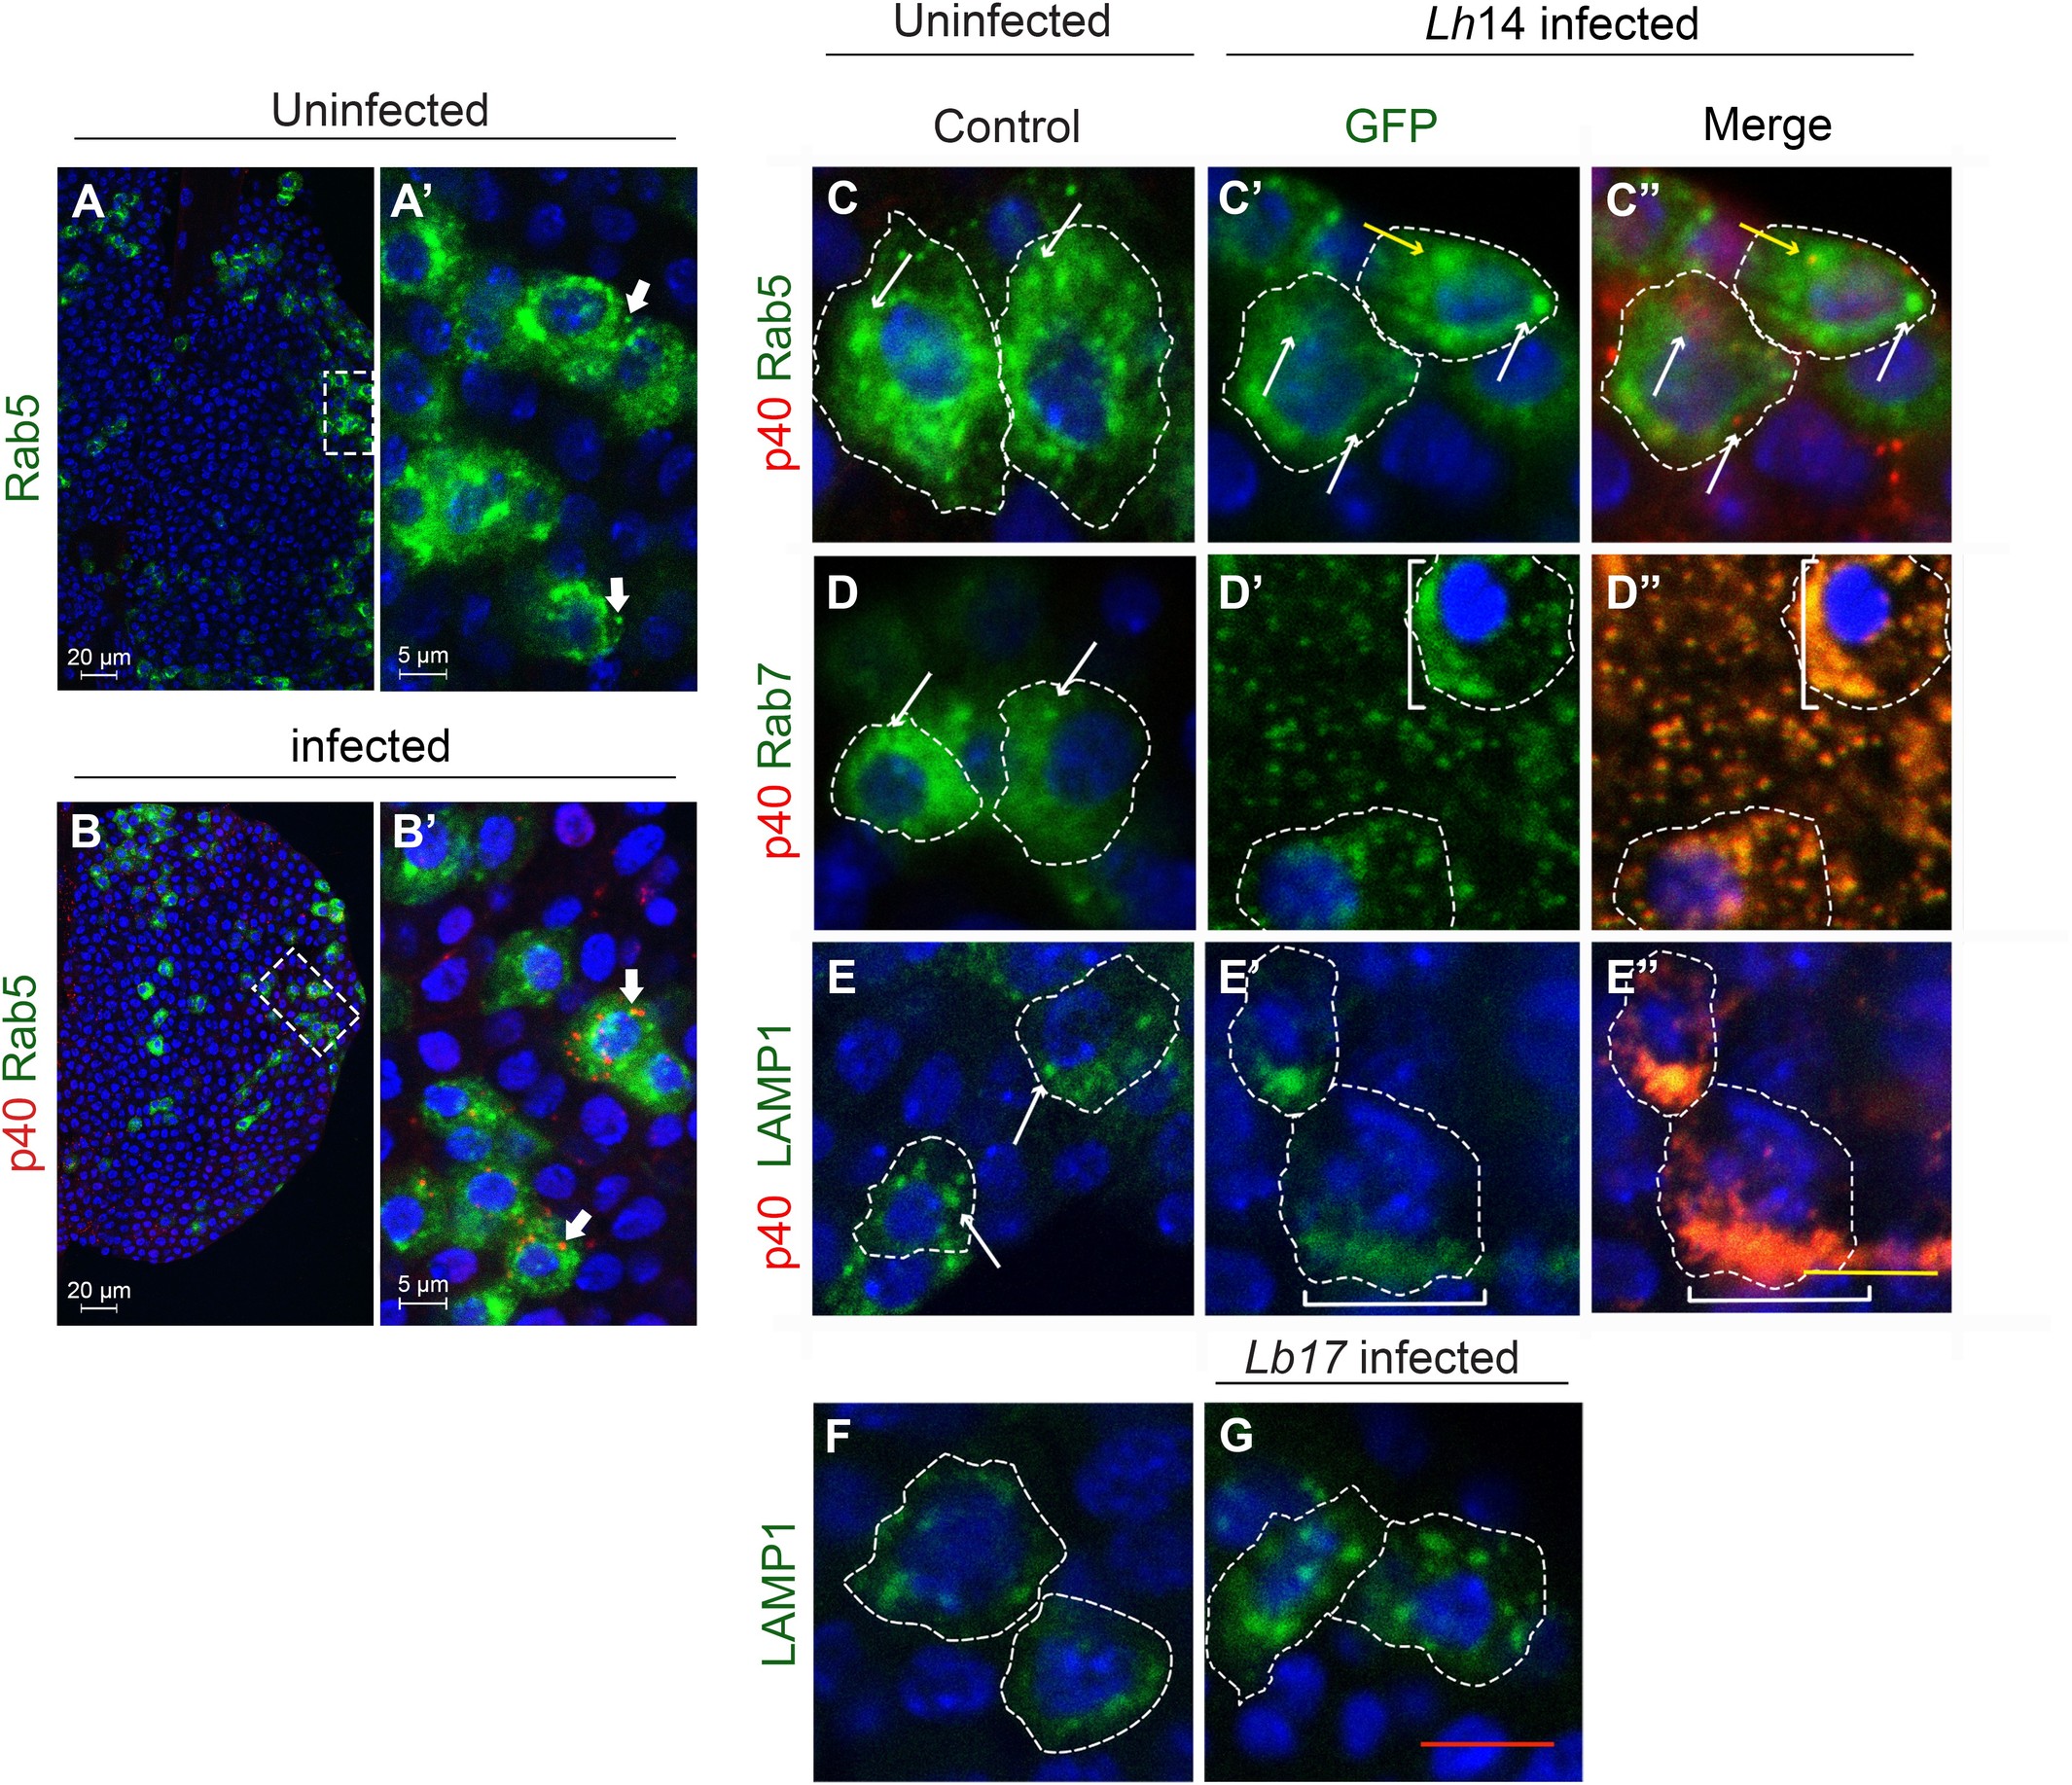 Uninfected
Lh14 infected
Uninfected
Control
GFP
Merge
Rab5
A
20 µm
A’
5 µm
p40 Rab5
C
C’
C”
infected
p40 Rab7
D
D’
D”
p40 Rab5
B
20 µm
B’
5 µm
p40 LAMP1
E
E’
E”
Lb17 infected
LAMP1
F
G